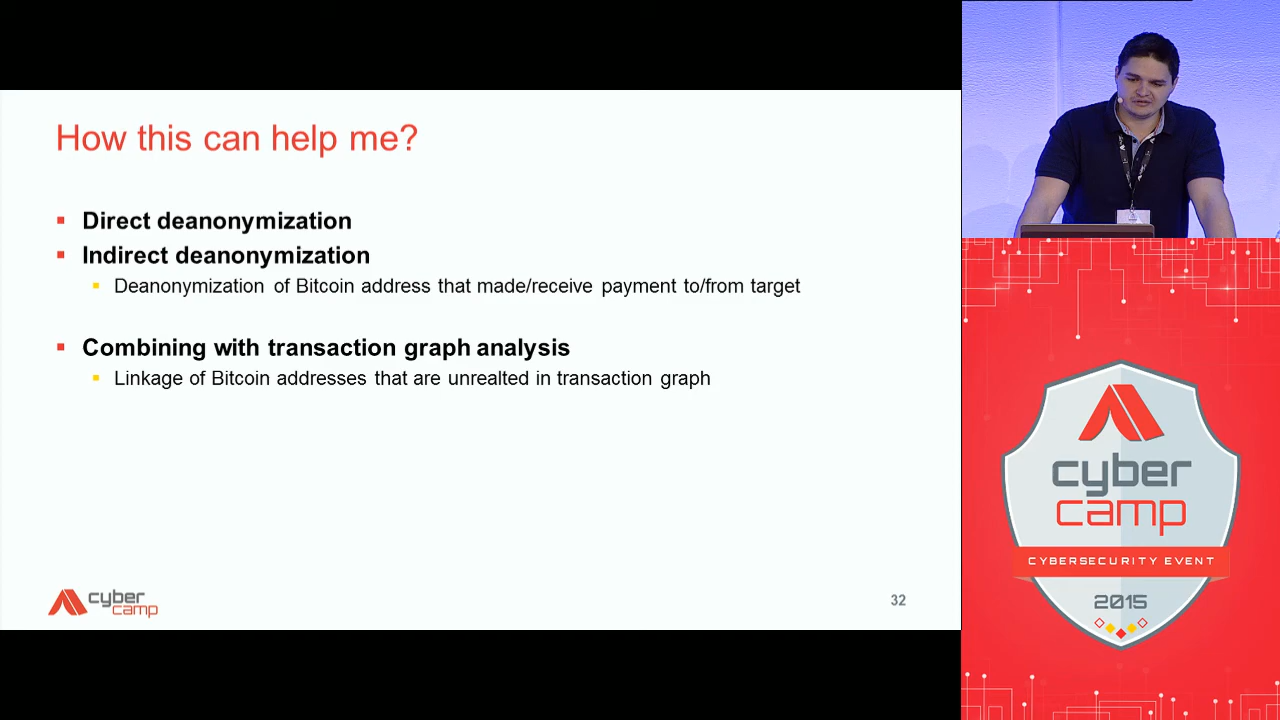 How this can help me?
Direct deanonymization
Indirect deanonymization
Deanonymization of Bitcoin address that made/receive payment to/from target
Combining with transaction graph analysis
Linkage of Bitcoin addresses that are unrealted in transaction graph
cyber
camp
32
cyber
camp
CYBERSECURITY EVENT
2015